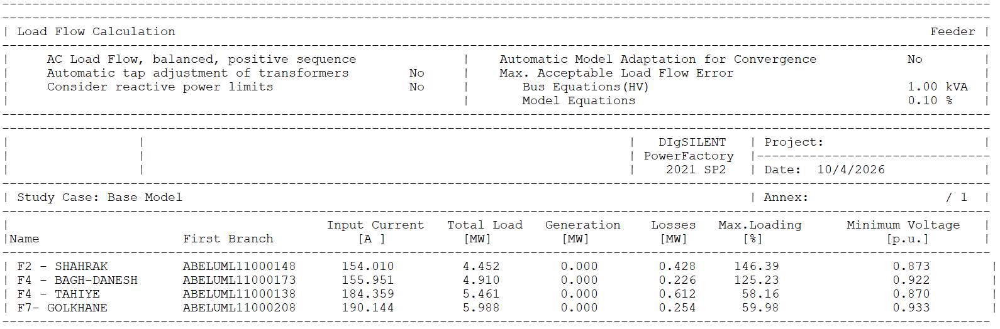 Load Flow Calculation Feeder
AC Load Flow, balanced, positive sequence Automatic Model Adaptation for Convergence No
Automatic tap adjustment of transformers No Max. Acceptable Load Flow Error
Consider reactive power limits No Bus Equations(HV) 1.00 kVA
Model Equations 0.10 %
DIgSILENT Project:
PowerFactory
2021 SP2 Date: 10/4/2026
Study Case: Base Model Annex: / 1
Input Current Total Load Generation Losses Max.Loading Minimum Voltage
Name First Branch [A ] [MW] [MW] [MW] [%] [p.u.]
F2 - SHAHRAK ABELUML11000148 154.010 4.452 0.000 0.428 146.39 0.873
F4 - BAGH-DANESH ABELUML11000173 155.951 4.910 0.000 0.226 125.23 0.922
F4 - TAHIYE ABELUML11000138 184.359 5.461 0.000 0.612 58.16 0.870
F7- GOLKHANE ABELUML11000208 190.144 5.988 0.000 0.254 59.98 0.933